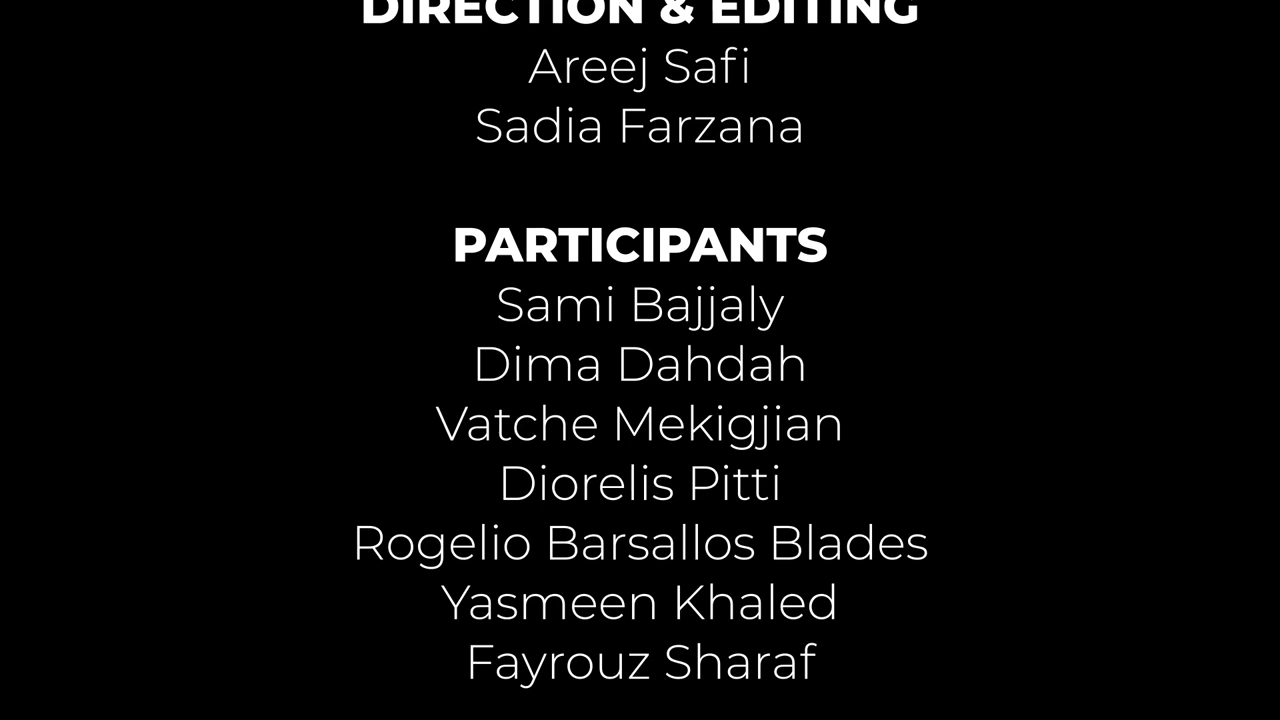 DIRECTION & EDITING
Areej Safi
Sadia Farzana
PARTICIPANTS
Sami Bajjaly
Dima Dahdah
Vatche Mekigjian
Diorelis Pitti
Rogelio Barsallos Blades
Yasmeen Khaled
Fayrouz Sharaf